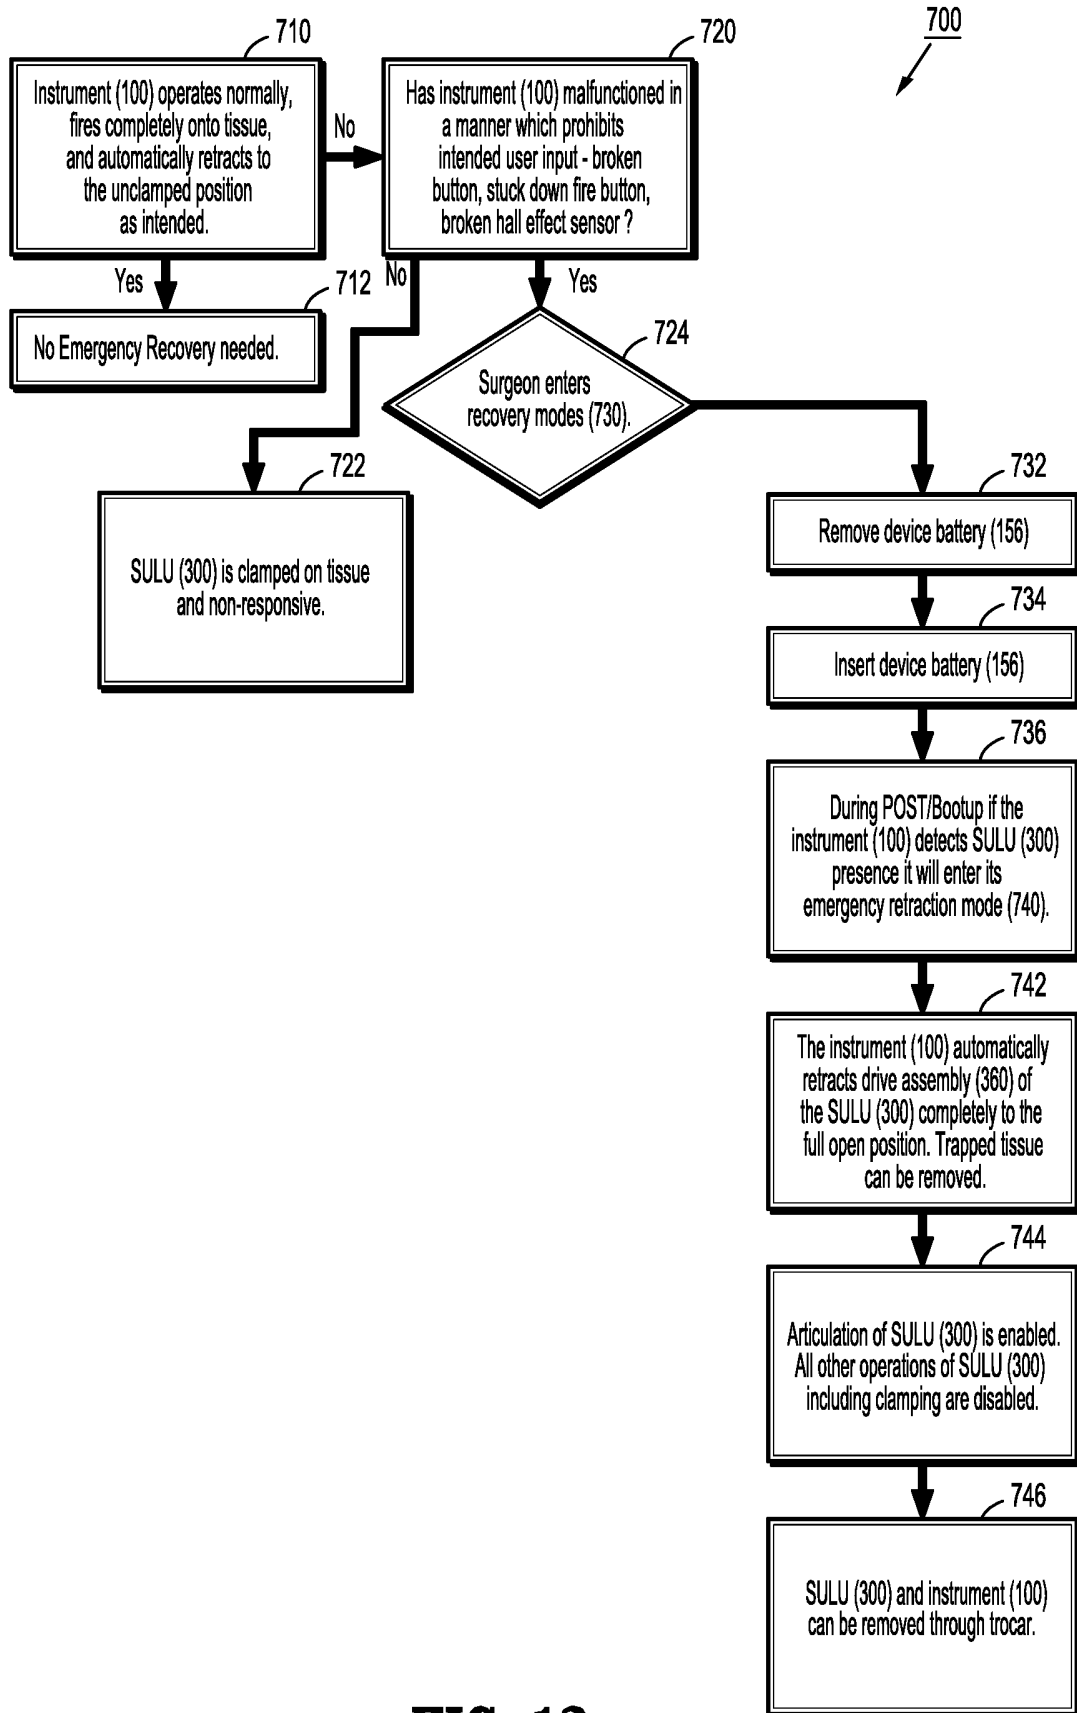 700
710
Instrument (100) operates normally,
fires completely onto tissue,
and automatically retracts to
the unclamped position
as intended.
No
720
Has instrument (100) malfunctioned in
a manner which prohibits
intended user input - broken
button, stuck down fire button,
broken hall effect sensor ?
Yes
712
No Emergency Recovery needed.
No
Yes
724
Surgeon enters
recovery modes (730).
722
SULU (300) is clamped on tissue
and non-responsive.
732
Remove device battery (156)
734
Insert device battery (156)
736
During POST/Bootup if the
instrument (100) detects SULU (300)
presence it will enter its
emergency retraction mode (740).
742
The instrument (100) automatically
retracts drive assembly (360) of
the SULU (300) completely to the
full open position. Trapped tissue
can be removed.
744
Articulation of SULU (300) is enabled.
All other operations of SULU (300)
including clamping are disabled.
746
SULU (300) and instrument (100)
can be removed through trocar.